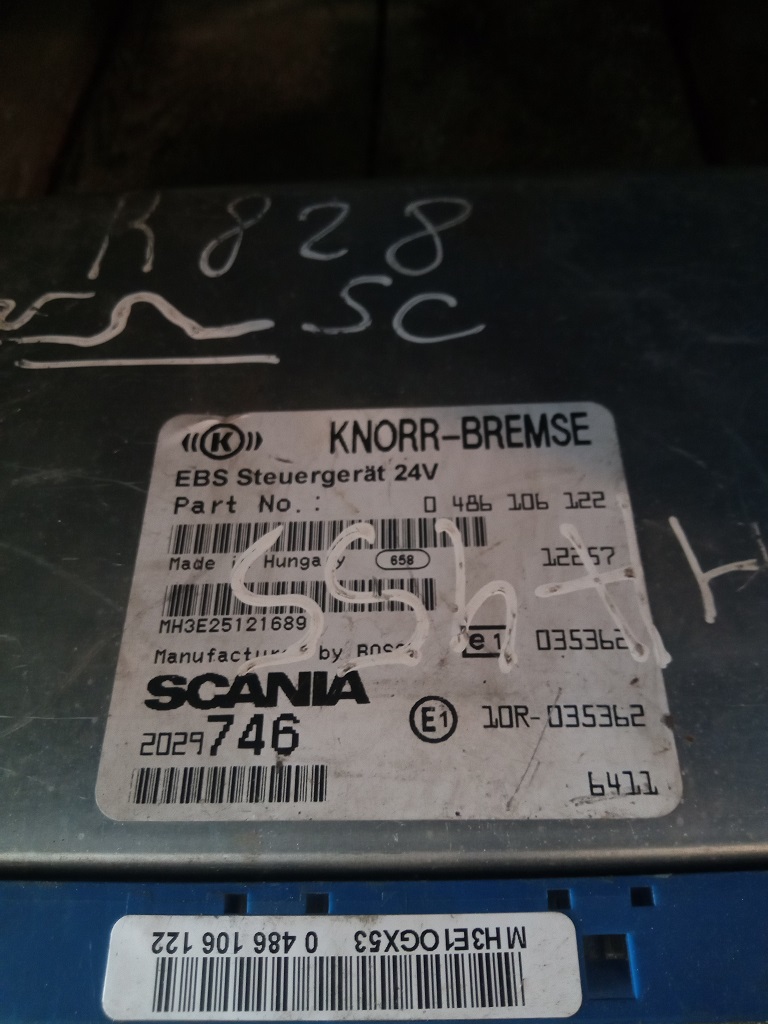 K828
SC
K KNORR-BREMSE
EBS Steuergerät 24V
Part No.: 0 486 106 122
Made in Hungary 658 12257
MH3E25121689
Manufactured by BOSCH e1 035362
SCANIA
2029746 E1 10R-035362
6411
MH3E1OGX53 0 486 106 122